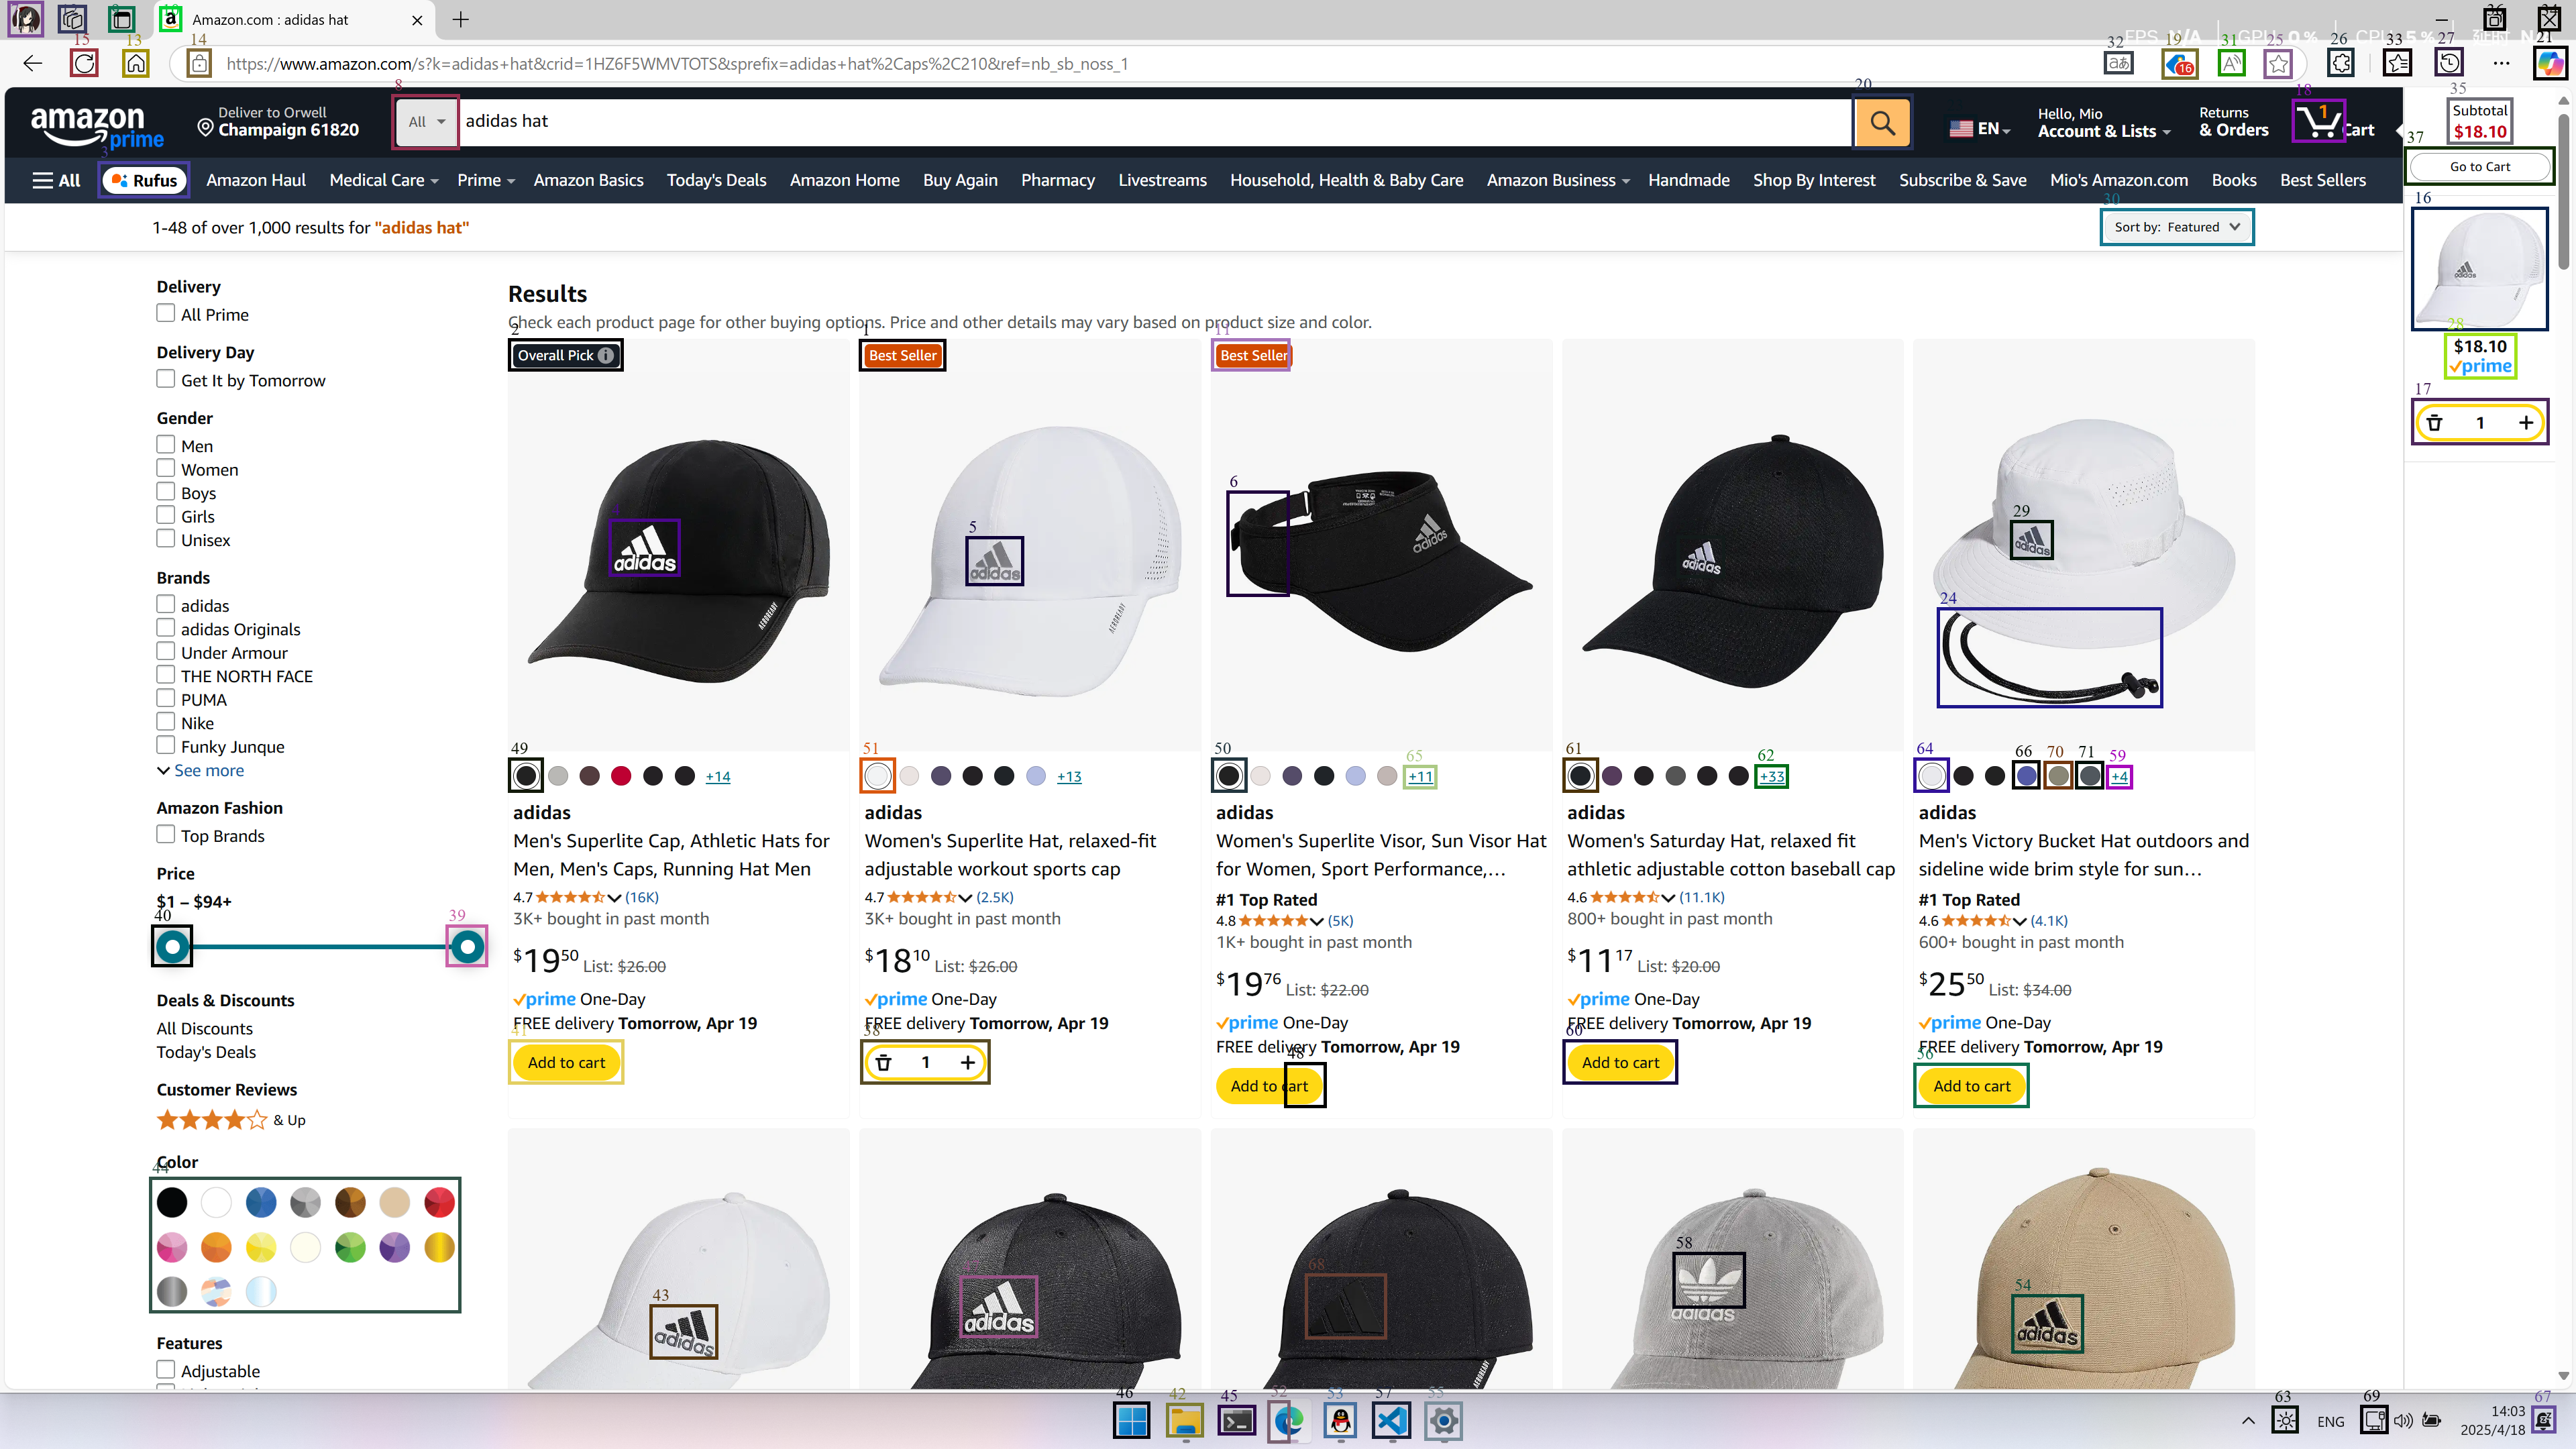 Amazon.com : adidas hat
FPS N/A GPU 0 % CPU 5 %
https://www.amazon.com/s?k=adidas+hat&crid=1HZ6F5WMVTOTS&sprefix=adidas+hat%2Caps%2C210&ref=nb_sb_noss_1
amazon prime
Deliver to Orwell
Champaign 61820
All
adidas hat
EN
Hello, Mio
Account & Lists
Returns
& Orders
1
Cart
Subtotal
$18.10
Go to Cart
All
Rufus
Amazon Haul
Medical Care
Prime
Amazon Basics
Today's Deals
Amazon Home
Buy Again
Pharmacy
Livestreams
Household, Health & Baby Care
Amazon Business
Handmade
Shop By Interest
Subscribe & Save
Mio's Amazon.com
Books
Best Sellers
1-48 of over 1,000 results for "adidas hat"
Sort by: Featured
$18.10
prime
1
Delivery
All Prime
Delivery Day
Get It by Tomorrow
Gender
Men
Women
Boys
Girls
Unisex
Brands
adidas
adidas Originals
Under Armour
THE NORTH FACE
PUMA
Nike
Funky Junque
See more
Amazon Fashion
Top Brands
Price
$1 – $94+
Deals & Discounts
All Discounts
Today's Deals
Customer Reviews
& Up
Color
Features
Adjustable
Results
Check each product page for other buying options. Price and other details may vary based on product size and color.
Overall Pick
adidas
AEROREADY
+14
adidas
Men's Superlite Cap, Athletic Hats for
Men, Men's Caps, Running Hat Men
4.7 (16K)
3K+ bought in past month
$19.50 List: $26.00
prime One-Day
FREE delivery Tomorrow, Apr 19
Add to cart
Best Seller
adidas
AEROREADY
+13
adidas
Women's Superlite Hat, relaxed-fit
adjustable workout sports cap
4.7 (2.5K)
3K+ bought in past month
$18.10 List: $26.00
prime One-Day
FREE delivery Tomorrow, Apr 19
1
Best Seller
adidas
+11
adidas
Women's Superlite Visor, Sun Visor Hat
for Women, Sport Performance,…
#1 Top Rated
4.8 (5K)
1K+ bought in past month
$19.76 List: $22.00
prime One-Day
FREE delivery Tomorrow, Apr 19
Add to cart
adidas
+33
adidas
Women's Saturday Hat, relaxed fit
athletic adjustable cotton baseball cap
4.6 (11.1K)
800+ bought in past month
$11.17 List: $20.00
prime One-Day
FREE delivery Tomorrow, Apr 19
Add to cart
adidas
+4
adidas
Men's Victory Bucket Hat outdoors and
sideline wide brim style for sun…
#1 Top Rated
4.6 (4.1K)
600+ bought in past month
$25.50 List: $34.00
prime One-Day
FREE delivery Tomorrow, Apr 19
Add to cart
adidas
adidas
AEROREADY
adidas
adidas
ENG
14:03
2025/4/18